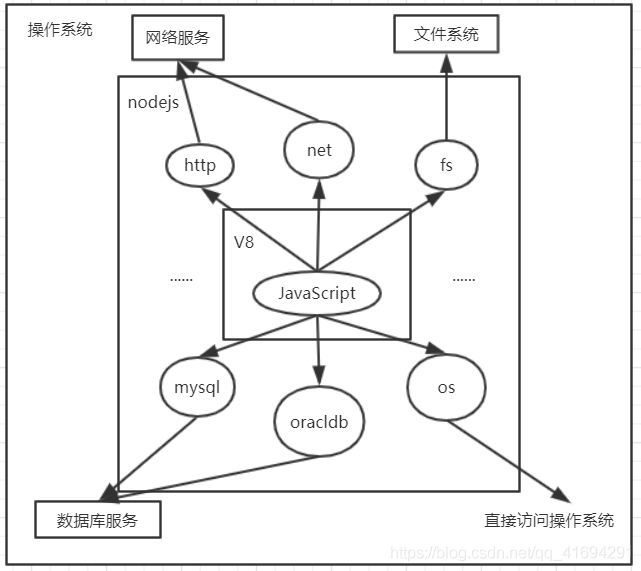 操作系统
网络服务
文件系统
nodejs
http
net
fs
V8
......
JavaScript
......
mysql
oracldb
os
数据库服务
直接访问操作系统
https://blog.csdn.net/qq_41694291